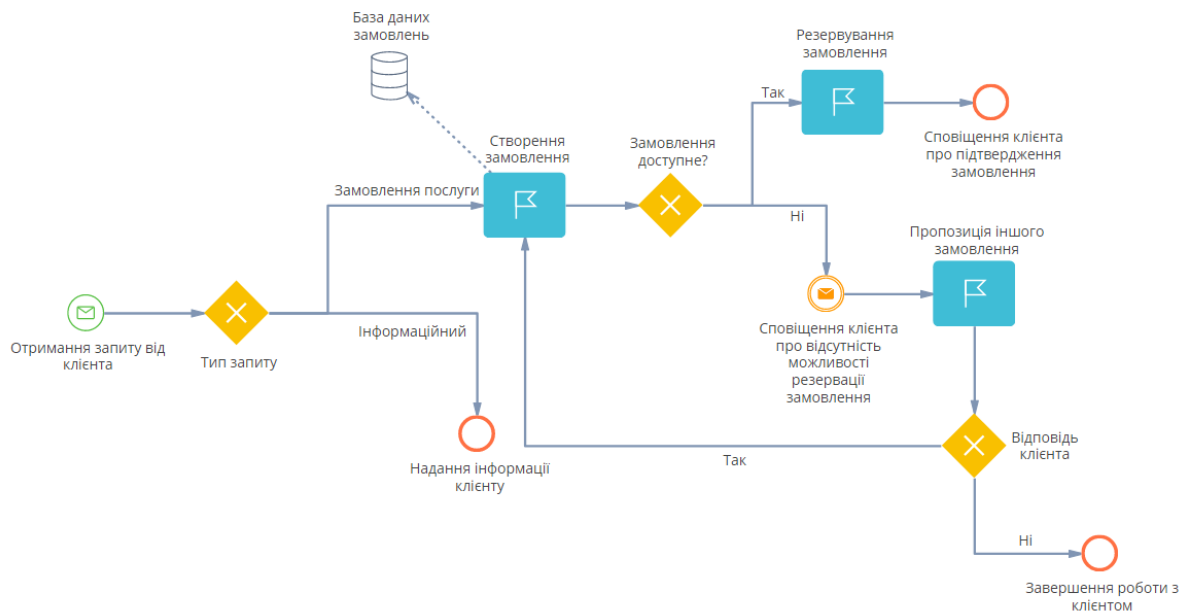 База даних
замовлень
Резервування
замовлення
Так
Сповіщення клієнта
про підтвердження
замовлення
Створення
замовлення
Замовлення
доступне?
Замовлення послуги
Ні
Пропозиція іншого
замовлення
Отримання запиту від
клієнта
Тип запиту
Інформаційний
Сповіщення клієнта
про відсутність
можливості
резервації
замовлення
Надання інформації
клієнту
Так
Відповідь
клієнта
Ні
Завершення роботи з
клієнтом